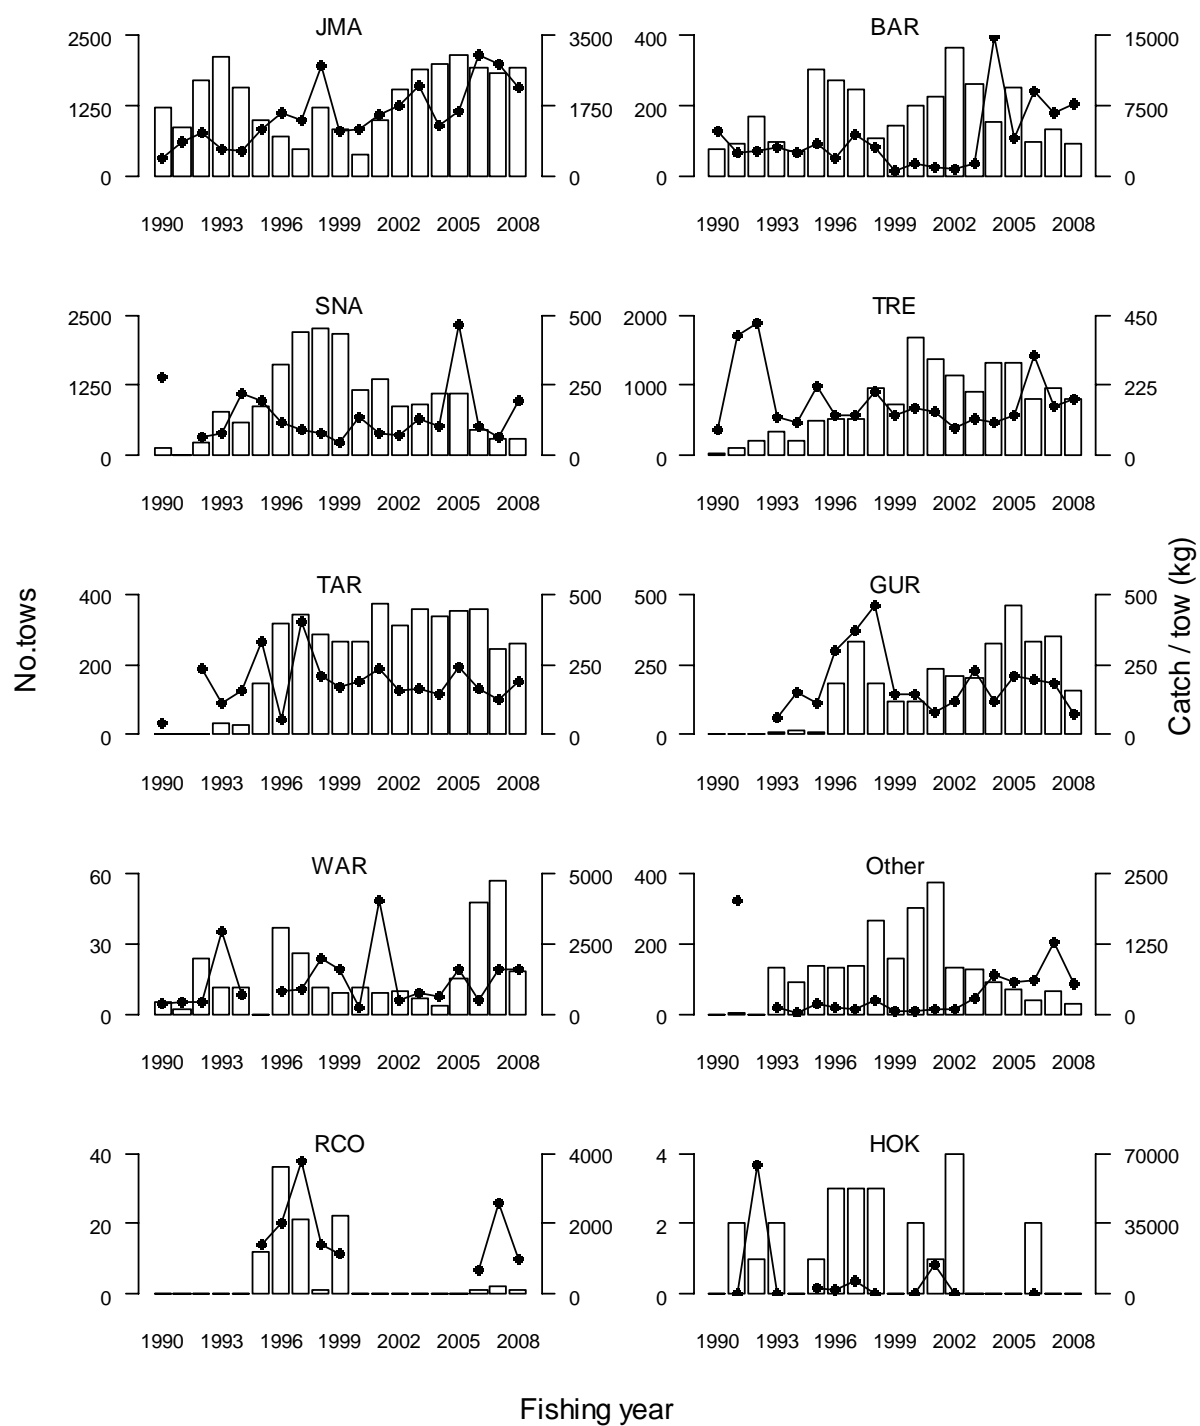 JMA BAR
2500 3500 400 15000
1250 1750 200 7500
0 0 0 0
1990 1993 1996 1999 2002 2005 2008 1990 1993 1996 1999 2002 2005 2008
SNA TRE
2500 500 2000 450
1250 250 1000 225
0 0 0 0
1990 1993 1996 1999 2002 2005 2008 1990 1993 1996 1999 2002 2005 2008
No.tows
Catch / tow (kg)
TAR GUR
400 500 500 500
200 250 250 250
0 0 0 0
1990 1993 1996 1999 2002 2005 2008 1990 1993 1996 1999 2002 2005 2008
WAR Other
60 5000 400 2500
30 2500 200 1250
0 0 0 0
1990 1993 1996 1999 2002 2005 2008 1990 1993 1996 1999 2002 2005 2008
RCO HOK
40 4000 4 70000
20 2000 2 35000
0 0 0 0
1990 1993 1996 1999 2002 2005 2008 1990 1993 1996 1999 2002 2005 2008
Fishing year